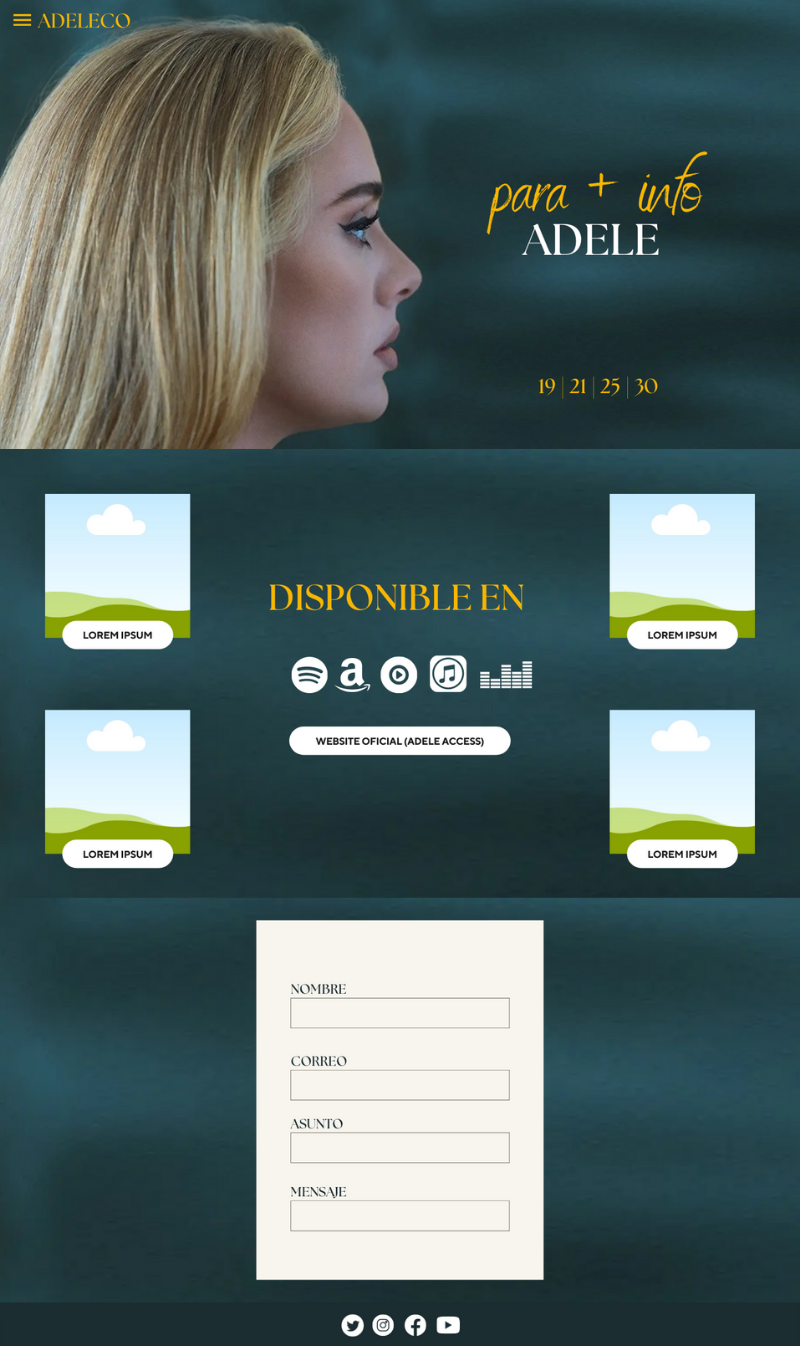 ADELECO
para + info
ADELE
19 | 21 | 25 | 30
LOREM IPSUM
LOREM IPSUM
DISPONIBLE EN
WEBSITE OFICIAL (ADELE ACCESS)
LOREM IPSUM
LOREM IPSUM
NOMBRE
CORREO
ASUNTO
MENSAJE